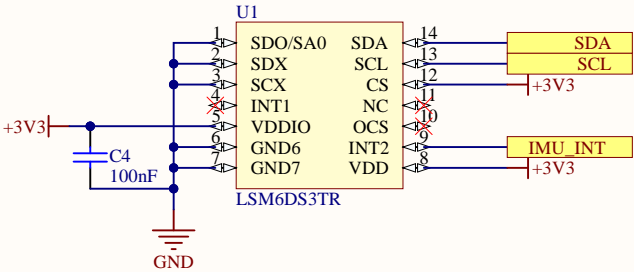 U1
1 SDO/SA0 SDA 14 SDA
2 SDX SCL 13 SCL
3 SCX CS 12 +3V3
4 INT1 NC 11
+3V3 5 VDDIO OCS 10
6 GND6 INT2 9 IMU_INT
7 GND7 VDD 8 +3V3
C4
100nF
LSM6DS3TR
GND